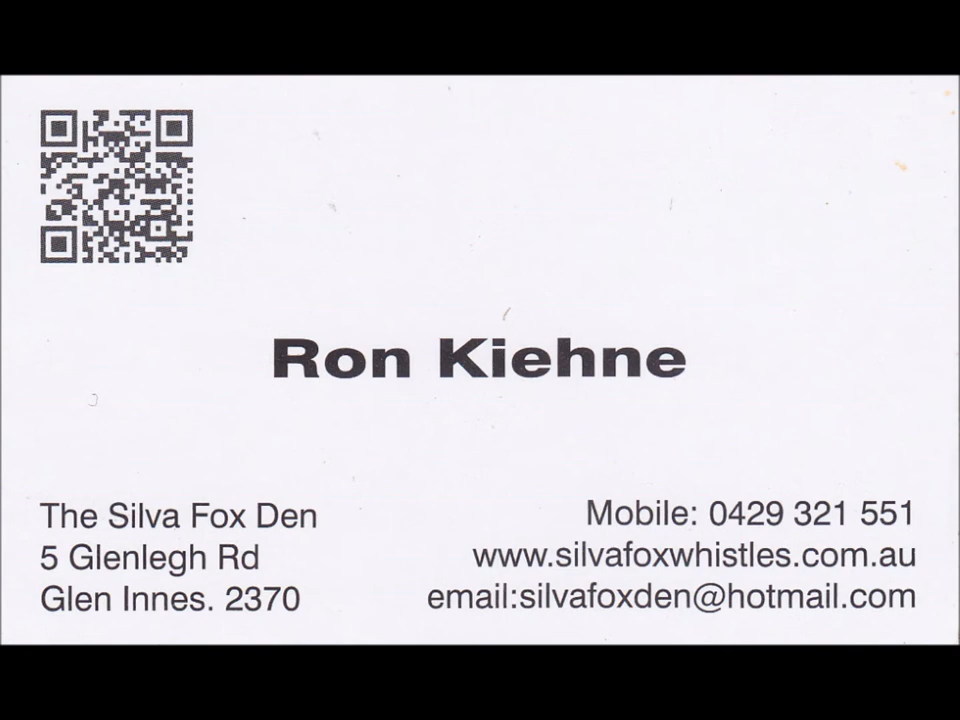 Ron Kiehne
The Silva Fox Den
5 Glenlegh Rd
Glen Innes. 2370
Mobile: 0429 321 551
www.silvafoxwhistles.com.au
email:silvafoxden@hotmail.com